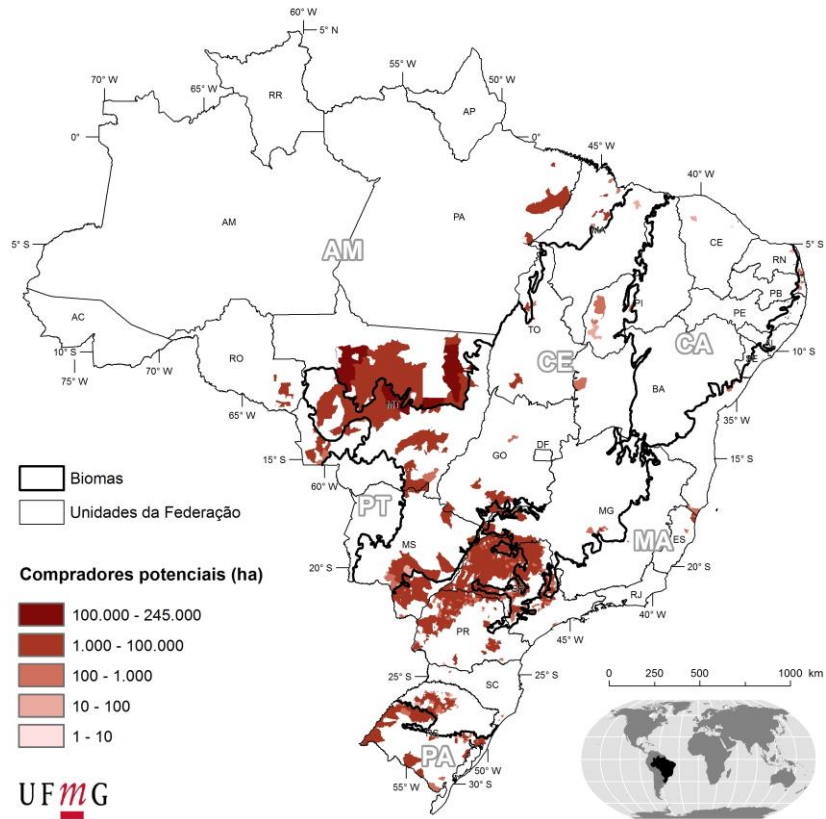 60° W
5° N
70° W
55° W
50° W
65° W
RR
AP
0°
0°
45° W
40° W
AM
PA
AM
MA
CE
RN
PB
PE
PI
5° S
5° S
AC
RO
TO
CE
CA
AL
SE
10° S
10° S
75° W
70° W
BA
MT
65° W
35° W
15° S
15° S
60° W
GO
DF
MG
PT
MA
ES
MS
20° S
20° S
SP
RJ
40° W
45° W
PR
25° S
25° S
SC
RS
PA
50° W
55° W
30° S
Biomas
Unidades da Federação
Compradores potenciais (ha)
100.000 - 245.000
1.000 - 100.000
100 - 1.000
10 - 100
1 - 10
0 250 500 1000 km
UFmG